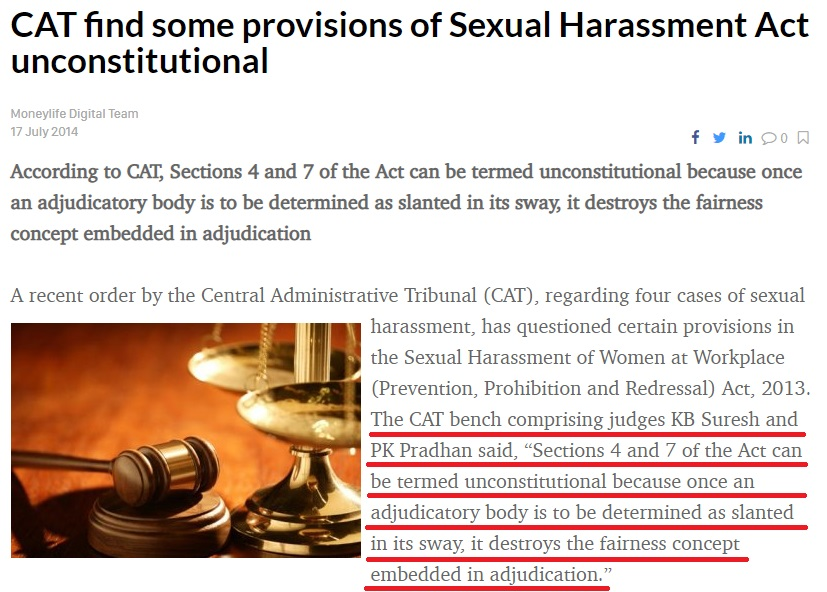 CAT find some provisions of Sexual Harassment Act
unconstitutional
Moneylife Digital Team
17 July 2014
0
According to CAT, Sections 4 and 7 of the Act can be termed unconstitutional because once
an adjudicatory body is to be determined as slanted in its sway, it destroys the fairness
concept embedded in adjudication
A recent order by the Central Administrative Tribunal (CAT), regarding four cases of sexual
harassment, has questioned certain provisions in
the Sexual Harassment of Women at Workplace
(Prevention, Prohibition and Redressal) Act, 2013.
The CAT bench comprising judges KB Suresh and
PK Pradhan said, “Sections 4 and 7 of the Act can
be termed unconstitutional because once an
adjudicatory body is to be determined as slanted
in its sway, it destroys the fairness concept
embedded in adjudication.”